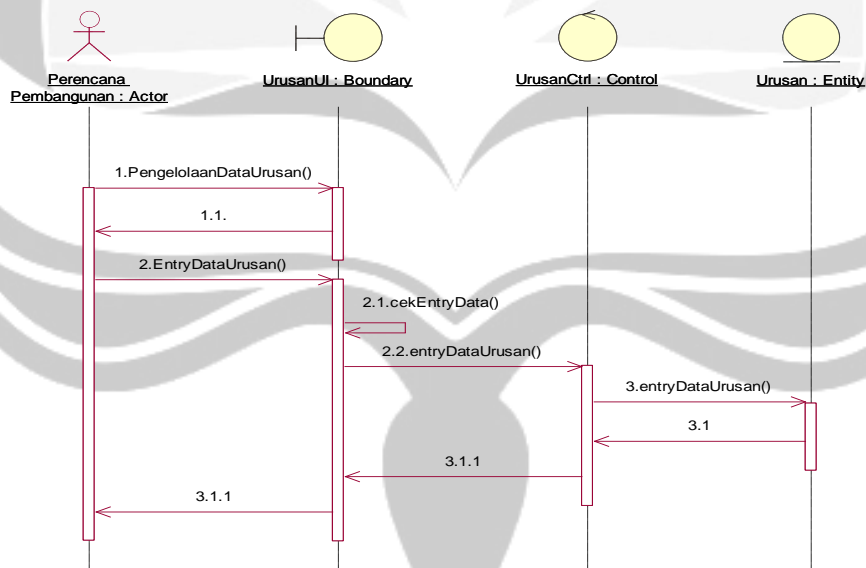 Perencana
Pembangunan : Actor
UrusanUI : Boundary
UrusanCtrl : Control
Urusan : Entity
1.PengelolaanDataUrusan()
1.1.
2.EntryDataUrusan()
2.1.cekEntryData()
2.2.entryDataUrusan()
3.entryDataUrusan()
3.1
3.1.1
3.1.1